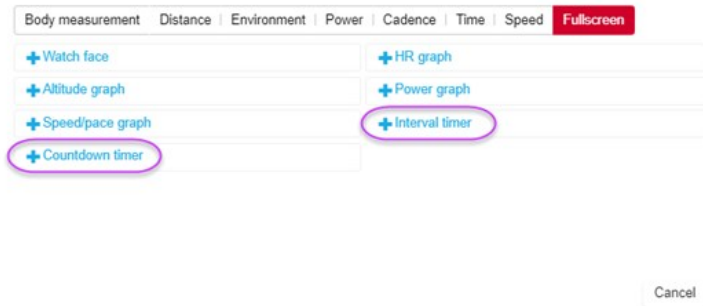 Body measurement Distance Environment Power Cadence Time Speed Fullscreen
Watch face HR graph
Altitude graph Power graph
Speed/pace graph Interval timer
Countdown timer
Cancel